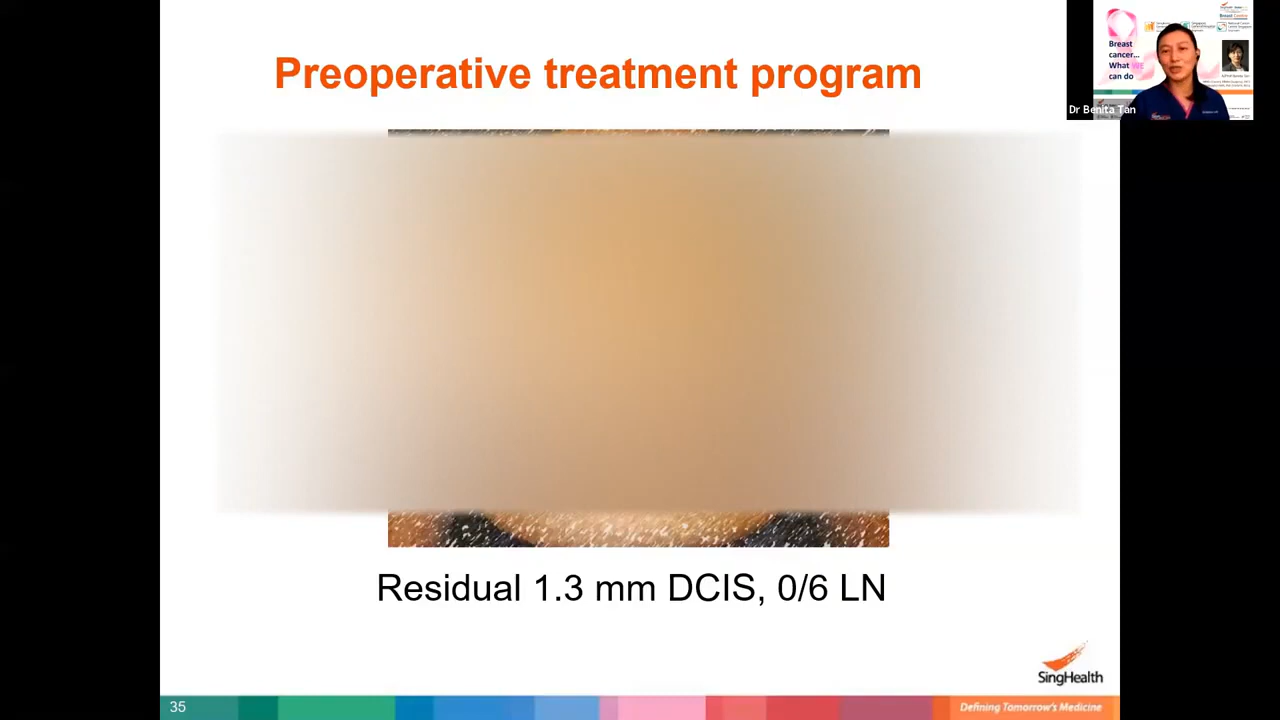 Preoperative treatment program
Breast
cancer...
What WE
can do
Dr Benita Tan
Residual 1.3 mm DCIS, 0/6 LN
SingHealth
35
Defining Tomorrow's Medicine